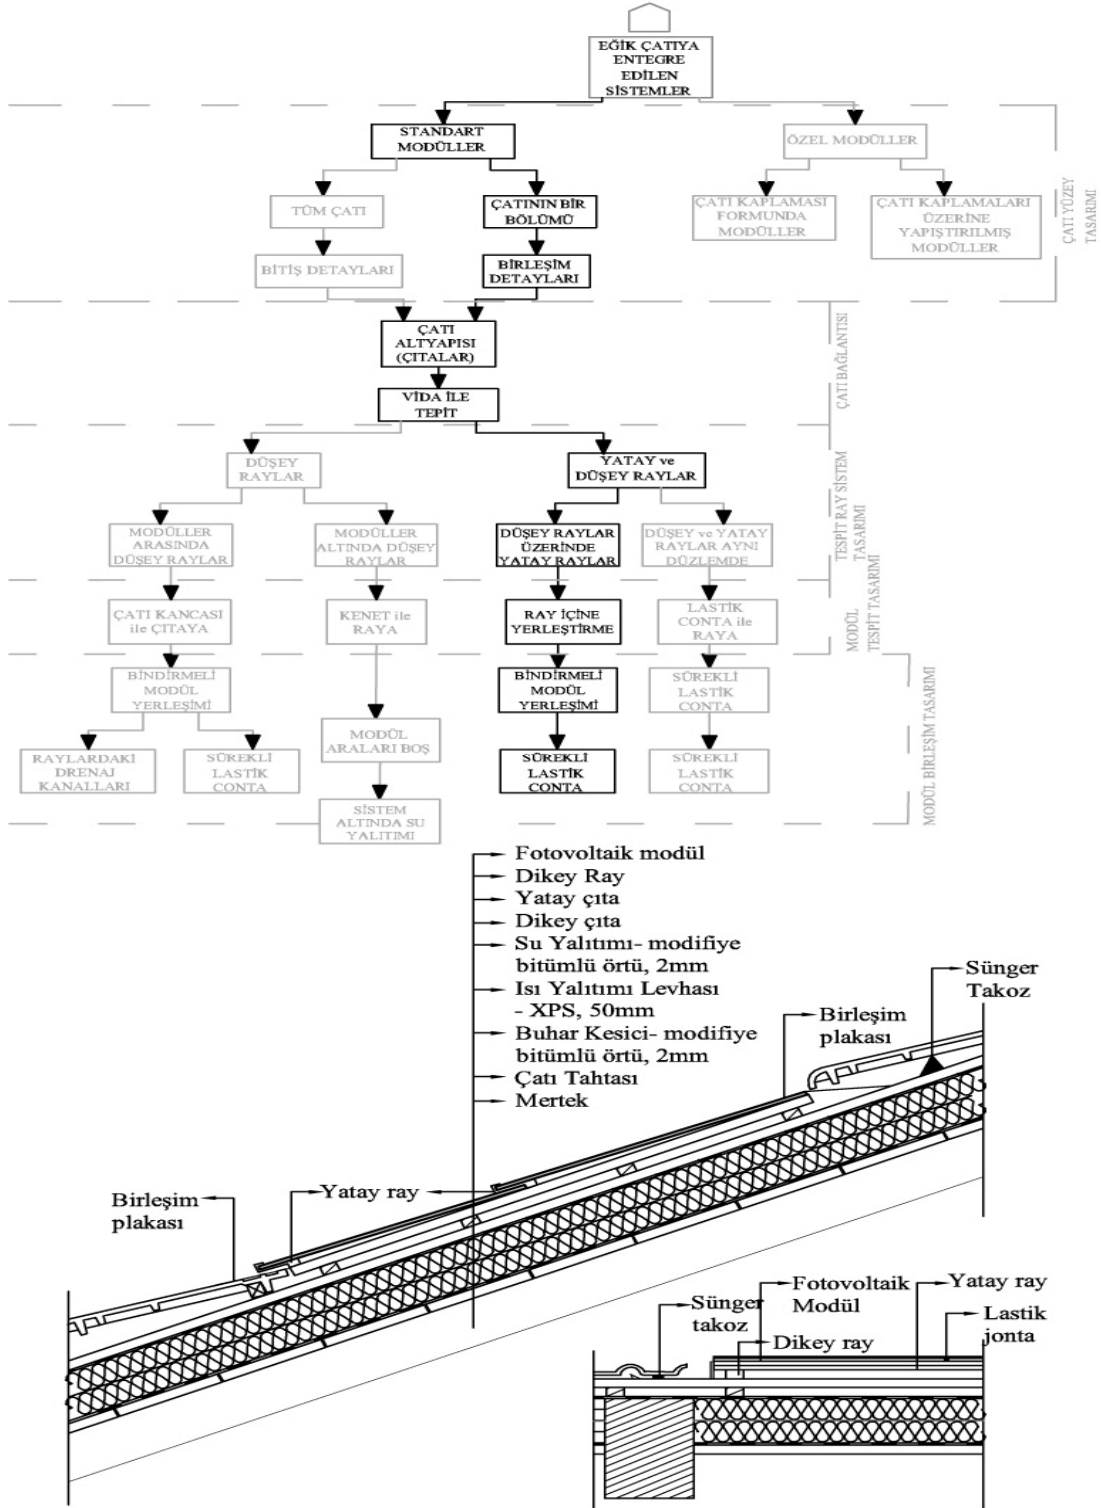 EĞİK ÇATIYA
ENTEGRE
EDİLEN
SİSTEMLER
STANDART
MODÜLLER
ÖZEL MODÜLLER
TÜM ÇATI
ÇATININ BİR
BÖLÜMÜ
ÇATI KAPLAMASI
FORMUNDA
MODÜLLER
ÇATI KAPLAMALARI
ÜZERİNE
YAPIŞTIRILMIŞ
MODÜLLER
BİTİŞ DETAYLARI
BİRLEŞİM
DETAYLARI
ÇATI YÜZEY
TASARIMI
ÇATI
ALTYAPISI
(ÇITALAR)
VİDA İLE
TEPİT
ÇATI BAĞLANTISI
DÜŞEY
RAYLAR
YATAY ve
DÜŞEY RAYLAR
MODÜLLER
ARASINDA
DÜŞEY RAYLAR
MODÜLLER
ALTINDA DÜŞEY
RAYLAR
DÜŞEY RAYLAR
ÜZERİNDE
YATAY RAYLAR
DÜŞEY ve YATAY
RAYLAR AYNI
DÜZLEMDE
TESPİT RAY SİSTEM
TASARIMI
ÇATI KANCASI
ile ÇITAYA
KENET ile
RAYA
RAY İÇİNE
YERLEŞTİRME
LASTİK
CONTA ile
RAYA
MODÜL
TESPİT TASARIMI
BİNDİRMELİ
MODÜL
YERLEŞİMİ
BİNDİRMELİ
MODÜL
YERLEŞİMİ
SÜREKLİ
LASTİK
CONTA
RAYLARDAKİ
DRENAJ
KANALLARI
SÜREKLİ
LASTİK
CONTA
MODÜL
ARALARI BOŞ
SÜREKLİ
LASTİK
CONTA
SÜREKLİ
LASTİK
CONTA
SİSTEM
ALTINDA SU
YALITIMI
MODÜL BİRLEŞİM TASARIMI
Fotovoltaik modül
Dikey Ray
Yatay çıta
Dikey çıta
Su Yalıtımı- modifiye
bitümlü örtü, 2mm
Isı Yalıtımı Levhası
- XPS, 50mm
Buhar Kesici- modifiye
bitümlü örtü, 2mm
Çatı Tahtası
Mertek
Sünger
Takoz
Birleşim
plakası
Yatay ray
Birleşim
plakası
Fotovoltaik
Modül
Yatay ray
Sünger
takoz
Lastik
jonta
Dikey ray